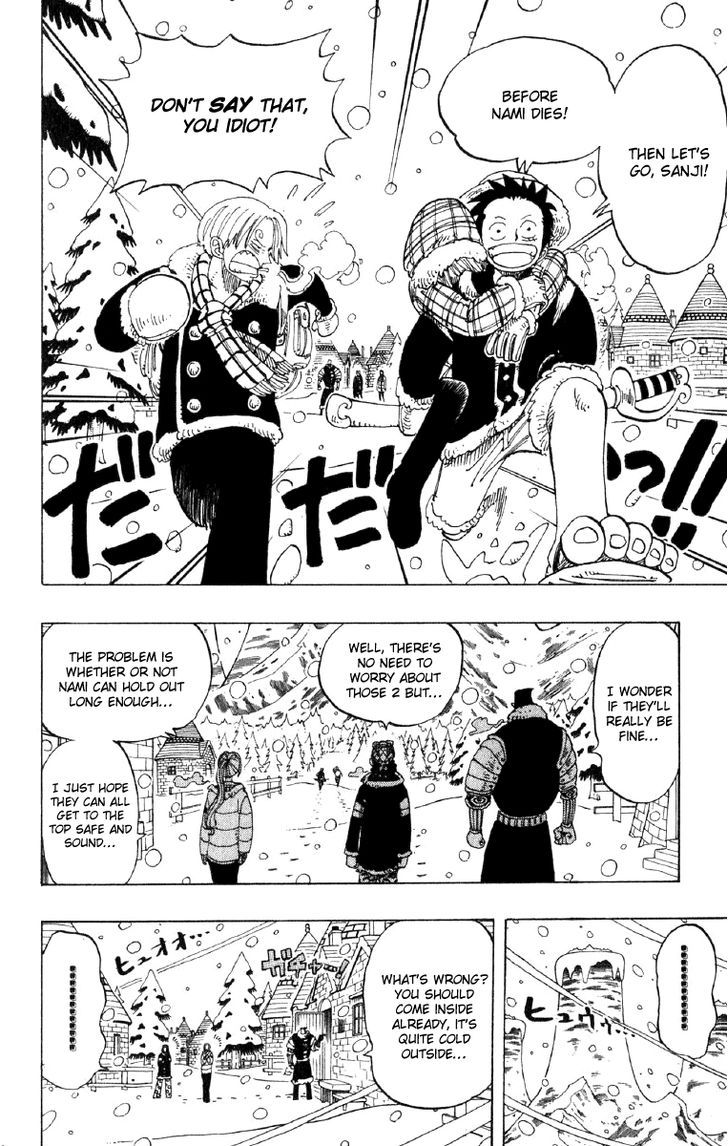 THEN LET'S
GO, SANJI!
BEFORE
NAMI DIES!
DON'T SAY THAT,
YOU IDIOT!
だだっ!!
I WONDER
IF THEY'LL
REALLY BE
FINE...
WELL, THERE'S
NO NEED TO
WORRY ABOUT
THOSE 2 BUT...
THE PROBLEM IS
WHETHER OR NOT
NAMI CAN HOLD OUT
LONG ENOUGH...
I JUST HOPE
THEY CAN ALL
GET TO THE
TOP SAFE AND
SOUND...
ヒュウウ...
WHAT'S WRONG?
YOU SHOULD
COME INSIDE
ALREADY, IT'S
QUITE COLD
OUTSIDE...
ガチャ!
ヒュオオ...